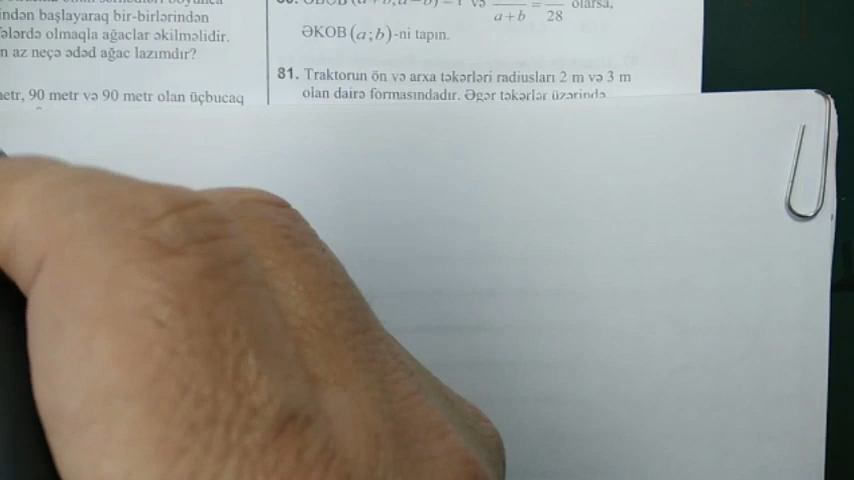 indən başlayaraq bir-birlərindən
ələrdə olmaqla ağaclar əkilməlidir.
n az neçə ədəd ağac lazımdır?
etr, 90 metr və 90 metr olan üçbucaq
və
a+b = 28 olarsa,
ƏKOB (a;b)-ni tapın.
81. Traktorun ön və arxa təkərləri radiusları 2 m və 3 m
olan dairə formasındadır. Əgər təkərlər üzərində